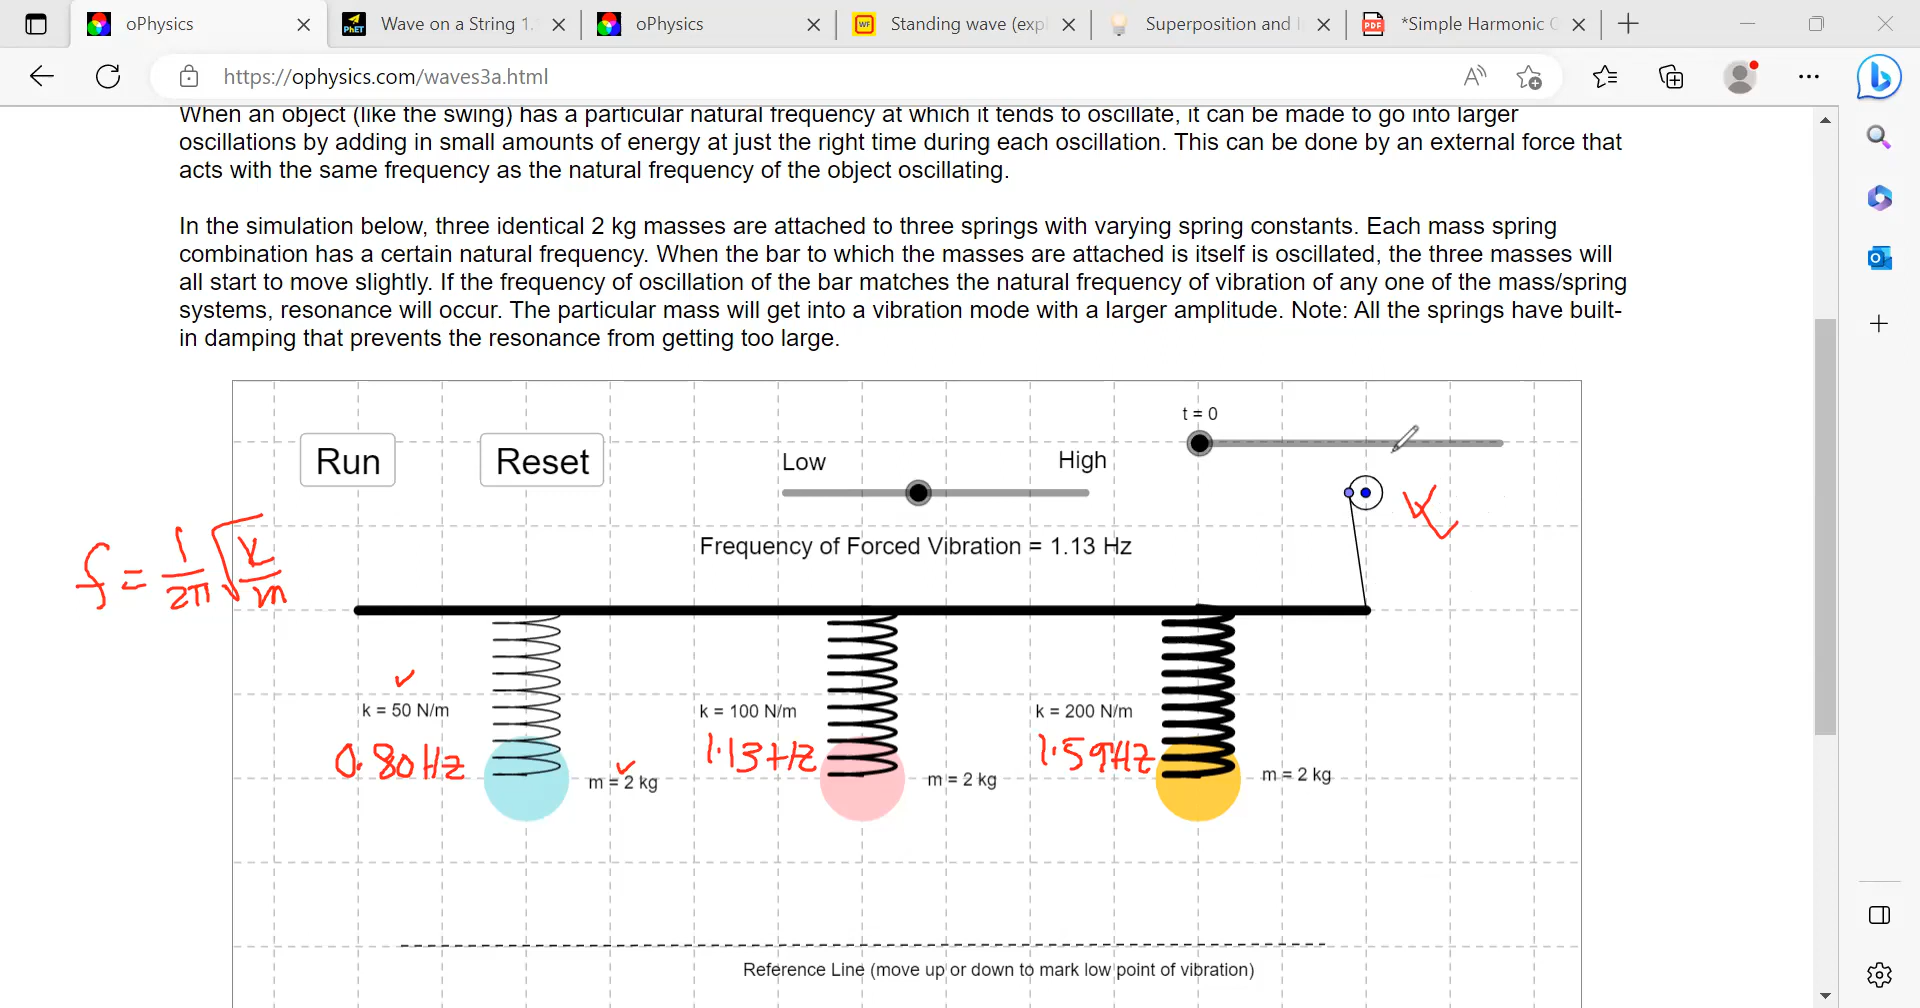 oPhysics
Wave on a String 1.
oPhysics
Standing wave (expl
Superposition and I
*Simple Harmonic O
https://ophysics.com/waves3a.html
When an object (like the swing) has a particular natural frequency at which it tends to oscillate, it can be made to go into larger
oscillations by adding in small amounts of energy at just the right time during each oscillation. This can be done by an external force that
acts with the same frequency as the natural frequency of the object oscillating.
In the simulation below, three identical 2 kg masses are attached to three springs with varying spring constants. Each mass spring
combination has a certain natural frequency. When the bar to which the masses are attached is itself is oscillated, the three masses will
all start to move slightly. If the frequency of oscillation of the bar matches the natural frequency of vibration of any one of the mass/spring
systems, resonance will occur. The particular mass will get into a vibration mode with a larger amplitude. Note: All the springs have built-
in damping that prevents the resonance from getting too large.
t = 0
Run
Reset
Low
High
Frequency of Forced Vibration = 1.13 Hz
f = 1/2π √k/m
k = 50 N/m
k = 100 N/m
k = 200 N/m
0.80Hz
1.13Hz
1.59Hz
m = 2 kg
m = 2 kg
m = 2 kg
Reference Line (move up or down to mark low point of vibration)